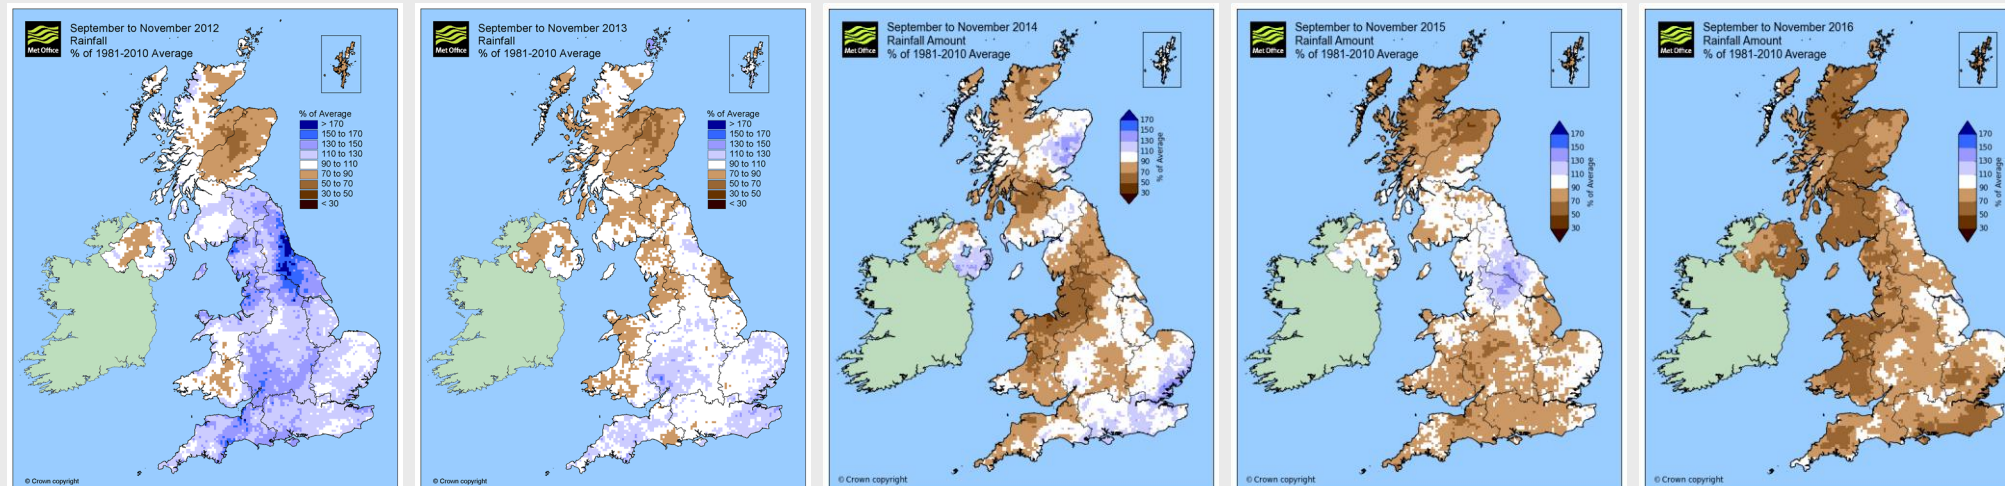 Met Office
September to November 2012
Rainfall
% of 1981-2010 Average
% of Average
> 170
150 to 170
130 to 150
110 to 130
90 to 110
70 to 90
50 to 70
30 to 50
< 30
© Crown copyright
Met Office
September to November 2013
Rainfall
% of 1981-2010 Average
% of Average
> 170
150 to 170
130 to 150
110 to 130
90 to 110
70 to 90
50 to 70
30 to 50
< 30
© Crown copyright
Met Office
September to November 2014
Rainfall Amount
% of 1981-2010 Average
170
150
130
110
90
70
50
30
% of Average
© Crown copyright
Met Office
September to November 2015
Rainfall Amount
% of 1981-2010 Average
170
150
130
110
90
70
50
30
% of Average
© Crown copyright
Met Office
September to November 2016
Rainfall Amount
% of 1981-2010 Average
170
150
130
110
90
70
50
30
% of Average
© Crown copyright